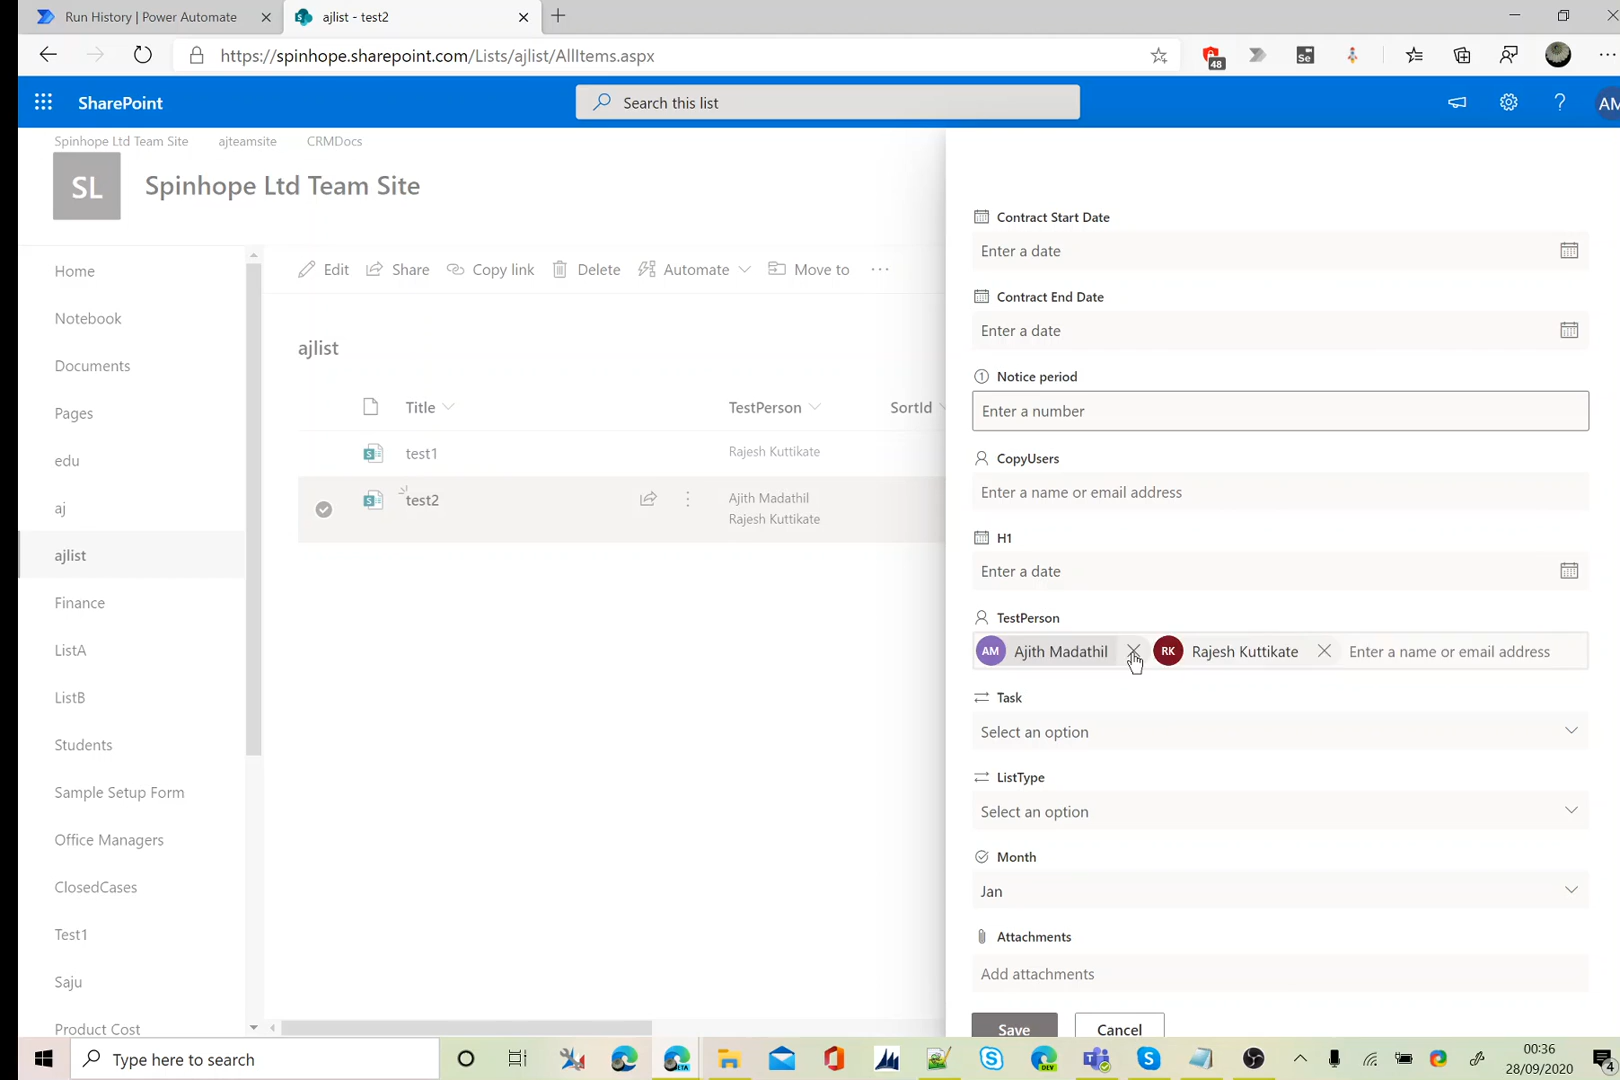 Run History | Power Automate
ajlist - test2
https://spinhope.sharepoint.com/Lists/ajlist/AllItems.aspx
48
Se
SharePoint
Search this list
?
AM
Spinhope Ltd Team Site ajteamsite CRMDocs
SL
Spinhope Ltd Team Site
Home
Notebook
Documents
Pages
edu
aj
ajlist
Finance
ListA
ListB
Students
Sample Setup Form
Office Managers
ClosedCases
Test1
Saju
Product Cost
Edit Share Copy link Delete Automate Move to ...
ajlist
Title TestPerson SortId
test1 Rajesh Kuttikate
test2 Ajith Madathil
Rajesh Kuttikate
Contract Start Date
Enter a date
Contract End Date
Enter a date
Notice period
Enter a number
CopyUsers
Enter a name or email address
H1
Enter a date
TestPerson
AM Ajith Madathil RK Rajesh Kuttikate Enter a name or email address
Task
Select an option
ListType
Select an option
Month
Jan
Attachments
Add attachments
Save Cancel
Type here to search
BETA
DEV
00:36
28/09/2020
4